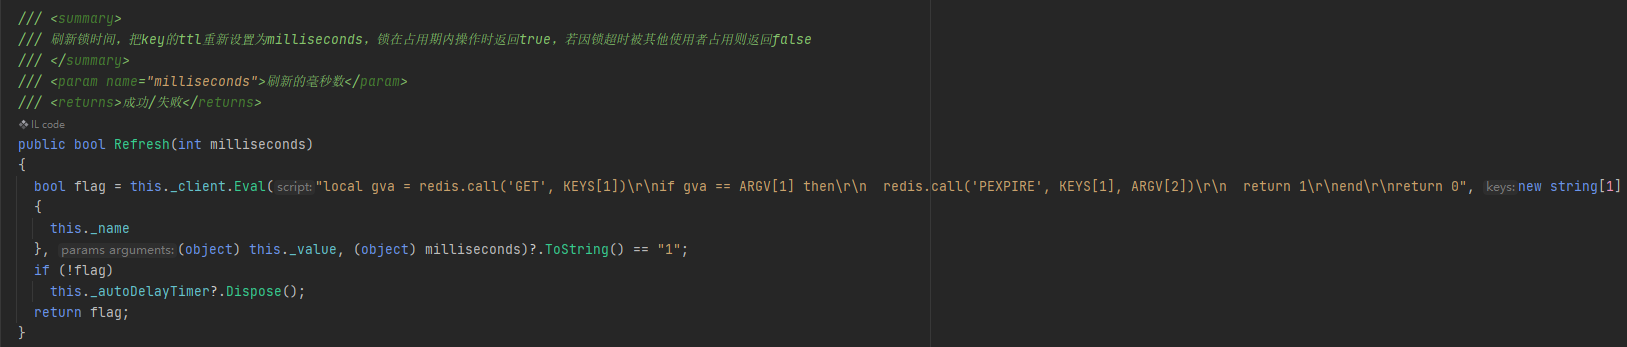 /// <summary>
/// 刷新锁时间，把key的ttl重新设置为milliseconds，锁在占用期内操作时返回true，若因锁超时被其他使用者占用则返回false
/// </summary>
/// <param name="milliseconds">刷新的毫秒数</param>
/// <returns>成功/失败</returns>
IL code
public bool Refresh(int milliseconds)
{
  bool flag = this._client.Eval( script: "local gva = redis.call('GET', KEYS[1])\r\nif gva == ARGV[1] then\r\n  redis.call('PEXPIRE', KEYS[1], ARGV[2])\r\n  return 1\r\nend\r\nreturn 0", keys: new string[1]
  {
    this._name
  }, params arguments: (object) this._value, (object) milliseconds)?.ToString() == "1";
  if (!flag)
    this._autoDelayTimer?.Dispose();
  return flag;
}